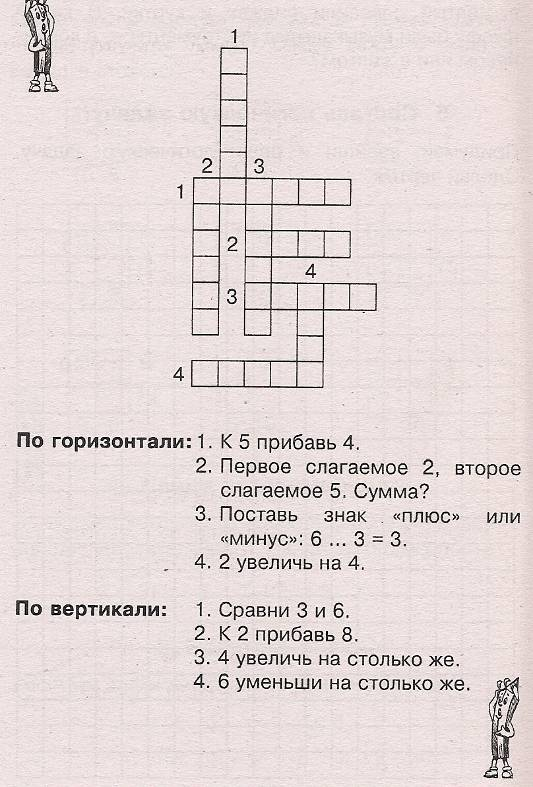 1
2 3
1
2
4
3
4
По горизонтали: 1. К 5 прибавь 4.
2. Первое слагаемое 2, второе
слагаемое 5. Сумма?
3. Поставь знак «плюс» или
«минус»: 6 ... 3 = 3.
4. 2 увеличь на 4.
По вертикали: 1. Сравни 3 и 6.
2. К 2 прибавь 8.
3. 4 увеличь на столько же.
4. 6 уменьши на столько же.